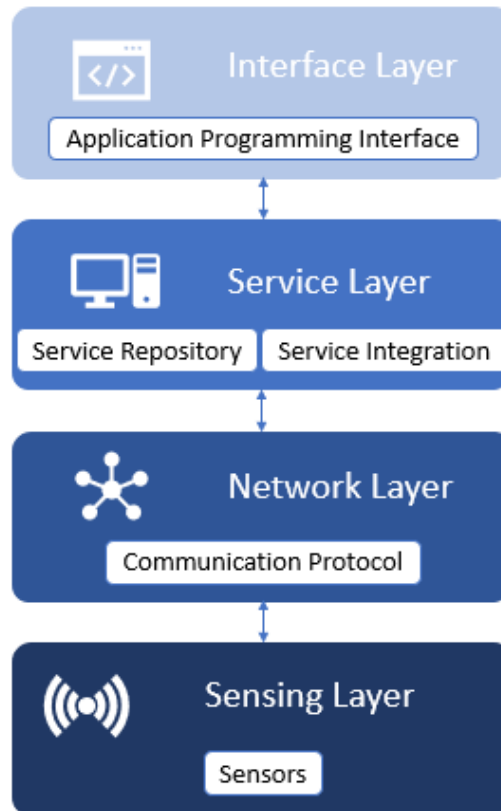 </>
Interface Layer
Application Programming Interface
Service Layer
Service Repository
Service Integration
Network Layer
Communication Protocol
Sensing Layer
Sensors